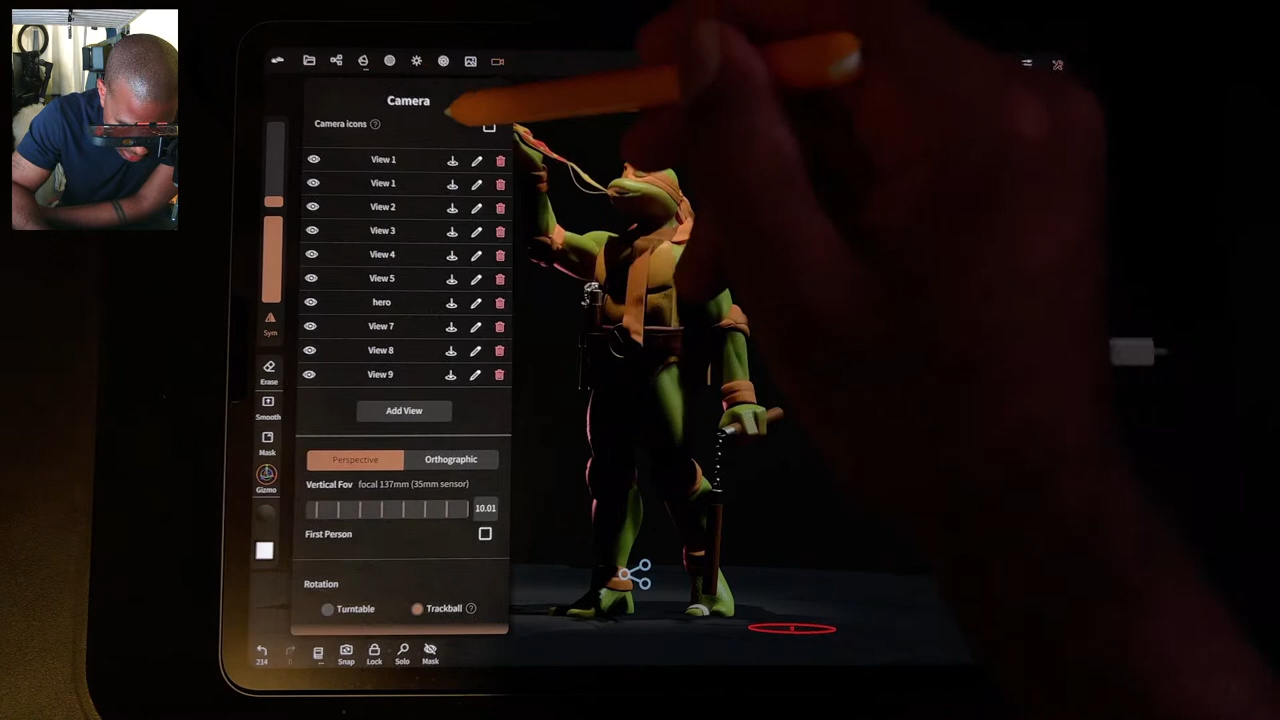 Camera
Camera icons ?
View 1
View 1
View 2
View 3
View 4
View 5
hero
View 7
View 8
View 9
Add View
Perspective Orthographic
Vertical Fov focal 137mm (35mm sensor)
10.01
First Person
Rotation
Turntable Trackball ?
Sym
Erase
Smooth
Mask
Gizmo
214 0 ... Snap Lock Solo Mask